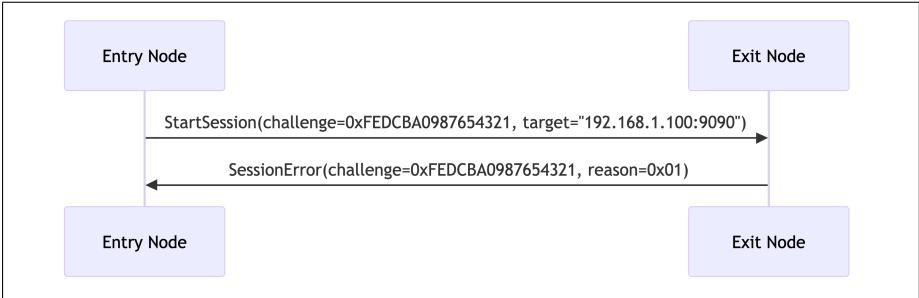 Entry Node
Exit Node
StartSession(challenge=0xFEDCBA0987654321, target="192.168.1.100:9090")
SessionError(challenge=0xFEDCBA0987654321, reason=0x01)
Entry Node
Exit Node